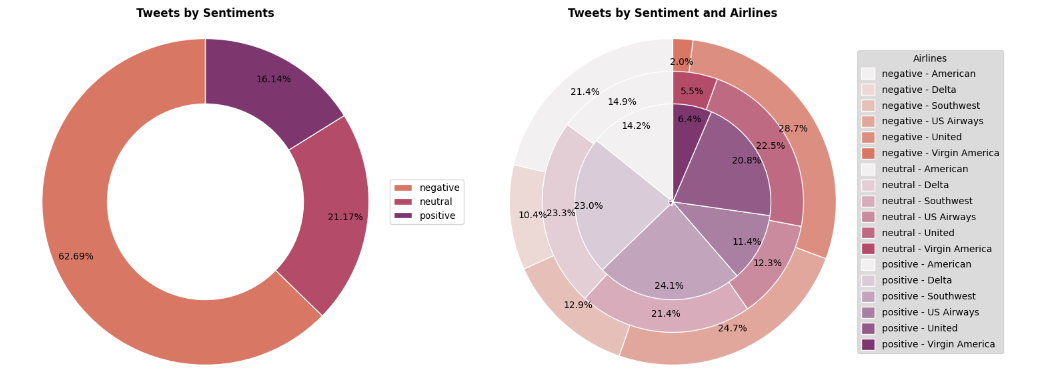 Tweets by Sentiments
16.14%
21.17%
62.69%
negative
neutral
positive
Tweets by Sentiment and Airlines
2.0%
21.4%
14.9%
5.5%
14.2%
6.4%
28.7%
22.5%
20.8%
10.4%
23.3%
23.0%
11.4%
12.3%
24.1%
12.9%
21.4%
24.7%
Airlines
negative - American
negative - Delta
negative - Southwest
negative - US Airways
negative - United
negative - Virgin America
neutral - American
neutral - Delta
neutral - Southwest
neutral - US Airways
neutral - United
neutral - Virgin America
positive - American
positive - Delta
positive - Southwest
positive - US Airways
positive - United
positive - Virgin America